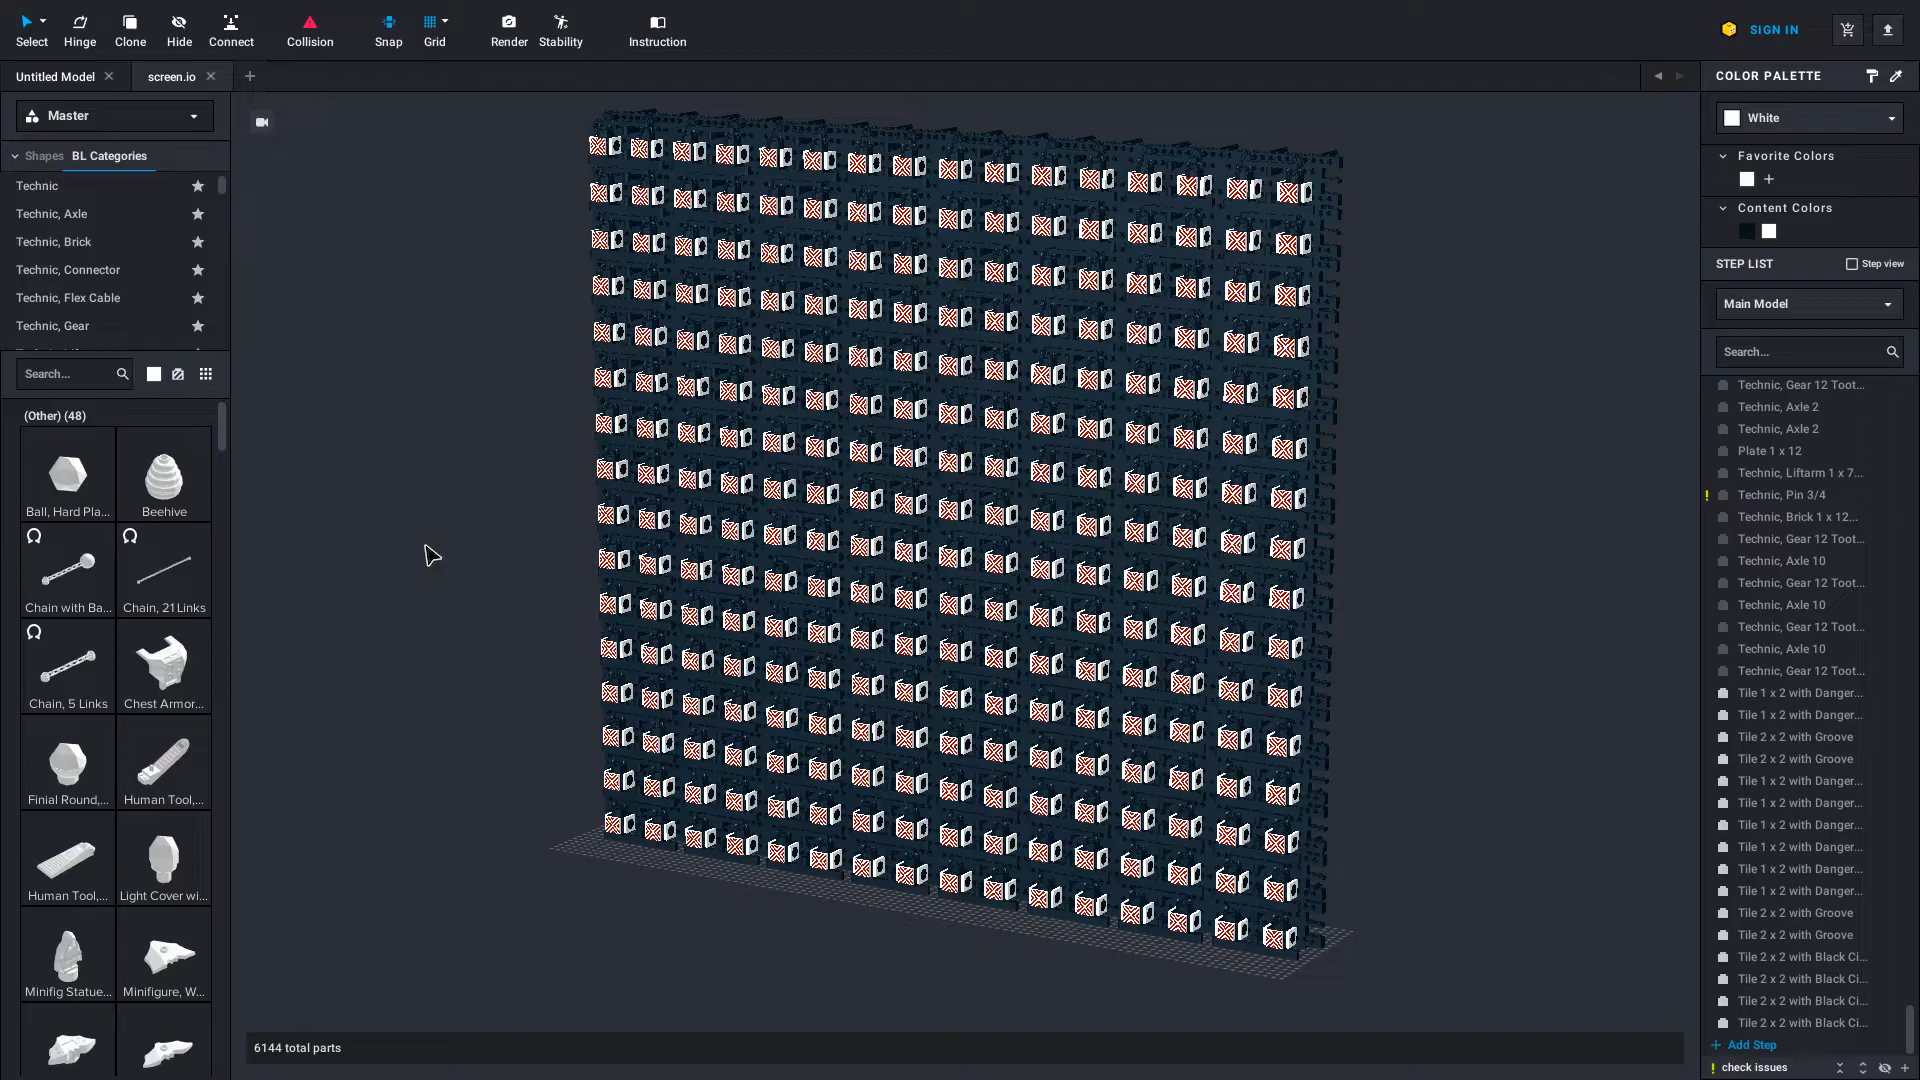 Select
Hinge
Clone
Hide
Connect
Collision
Snap
Grid
Render
Stability
Instruction
SIGN IN
Untitled Model
screen.io
Master
Shapes
BL Categories
Technic
Technic, Axle
Technic, Brick
Technic, Connector
Technic, Flex Cable
Technic, Gear
Search...
(Other) (48)
Ball, Hard Pla...
Beehive
Chain with Ba...
Chain, 21 Links
Chain, 5 Links
Chest Armor...
Finial Round,...
Human Tool,...
Human Tool,...
Light Cover wi...
Minifig Statue...
Minifigure, W...
6144 total parts
COLOR PALETTE
White
Favorite Colors
Content Colors
STEP LIST
Step view
Main Model
Search...
Technic, Gear 12 Toot...
Technic, Axle 2
Technic, Axle 2
Plate 1 x 12
Technic, Liftarm 1 x 7...
Technic, Pin 3/4
Technic, Brick 1 x 12...
Technic, Gear 12 Toot...
Technic, Axle 10
Technic, Gear 12 Toot...
Technic, Axle 10
Technic, Gear 12 Toot...
Technic, Axle 10
Technic, Gear 12 Toot...
Tile 1 x 2 with Danger...
Tile 1 x 2 with Danger...
Tile 2 x 2 with Groove
Tile 2 x 2 with Groove
Tile 1 x 2 with Danger...
Tile 1 x 2 with Danger...
Tile 1 x 2 with Danger...
Tile 1 x 2 with Danger...
Tile 1 x 2 with Danger...
Tile 1 x 2 with Danger...
Tile 2 x 2 with Groove
Tile 2 x 2 with Groove
Tile 2 x 2 with Black Ci...
Tile 2 x 2 with Black Ci...
Tile 2 x 2 with Black Ci...
Tile 2 x 2 with Black Ci...
+ Add Step
! check issues